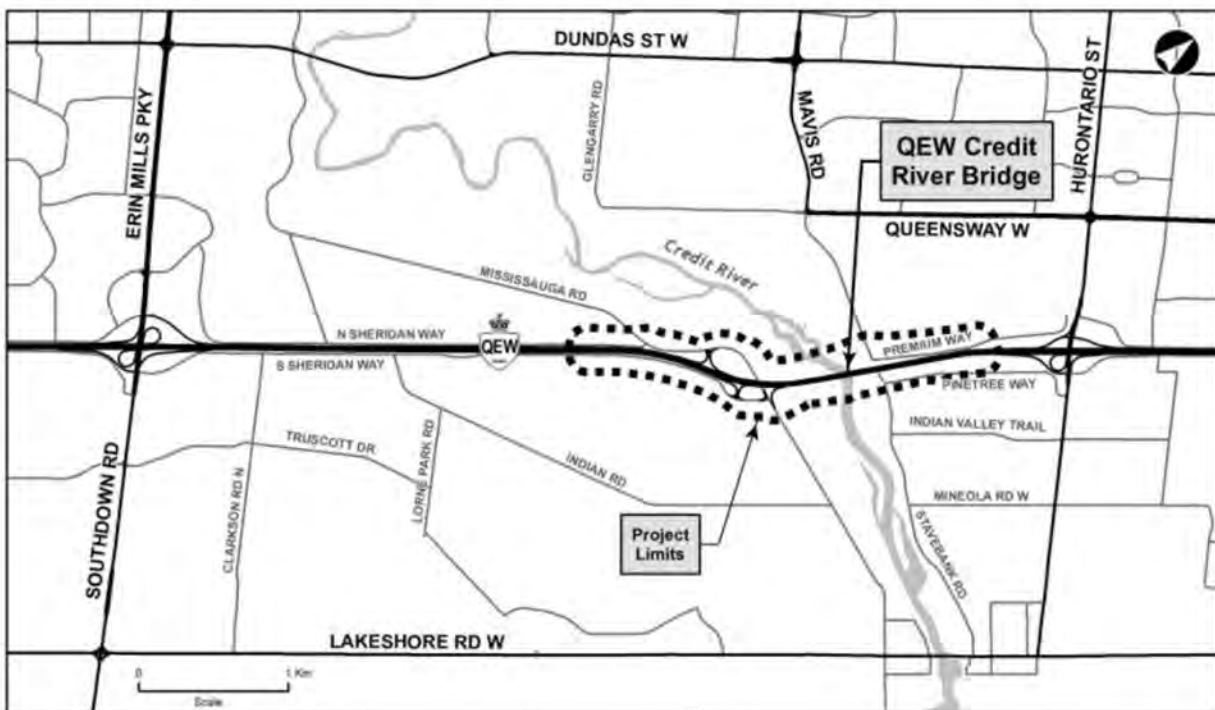 DUNDAS ST W
ERIN MILLS PKY
GLENGARRY RD
MAVIS RD
HURONTARIO ST
QEW Credit
River Bridge
QUEENSWAY W
Credit River
MISSISSAUGA RD
N SHERIDAN WAY
QEW
PREMIUM WAY
S SHERIDAN WAY
PINETREE WAY
INDIAN VALLEY TRAIL
TRUSCOTT DR
LORNE PARK RD
INDIAN RD
MINEOLA RD W
SOUTHDOWN RD
CLARKSON RD N
Project
Limits
STAVEBANK RD
LAKESHORE RD W
0 1 Km
Scale